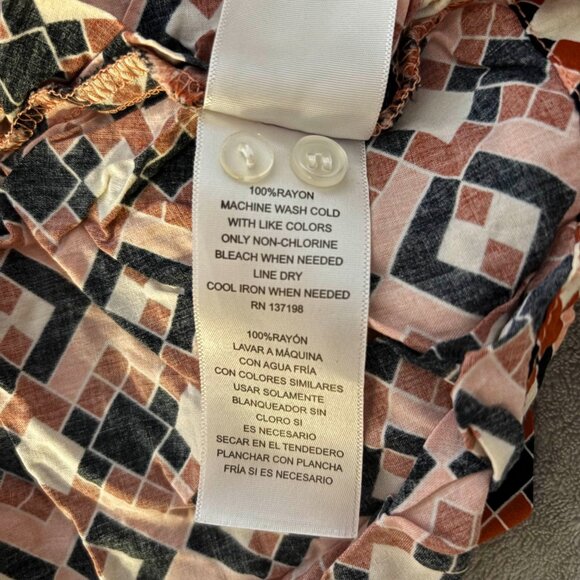 100%RAYON
MACHINE WASH COLD
WITH LIKE COLORS
ONLY NON-CHLORINE
BLEACH WHEN NEEDED
LINE DRY
COOL IRON WHEN NEEDED
RN 137198
100%RAYÓN
LAVAR A MÁQUINA
CON AGUA FRÍA
CON COLORES SIMILARES
USAR SOLAMENTE
BLANQUEADOR SIN
CLORO SI
ES NECESARIO
SECAR EN EL TENDEDERO
PLANCHAR CON PLANCHA
FRÍA SI ES NECESARIO